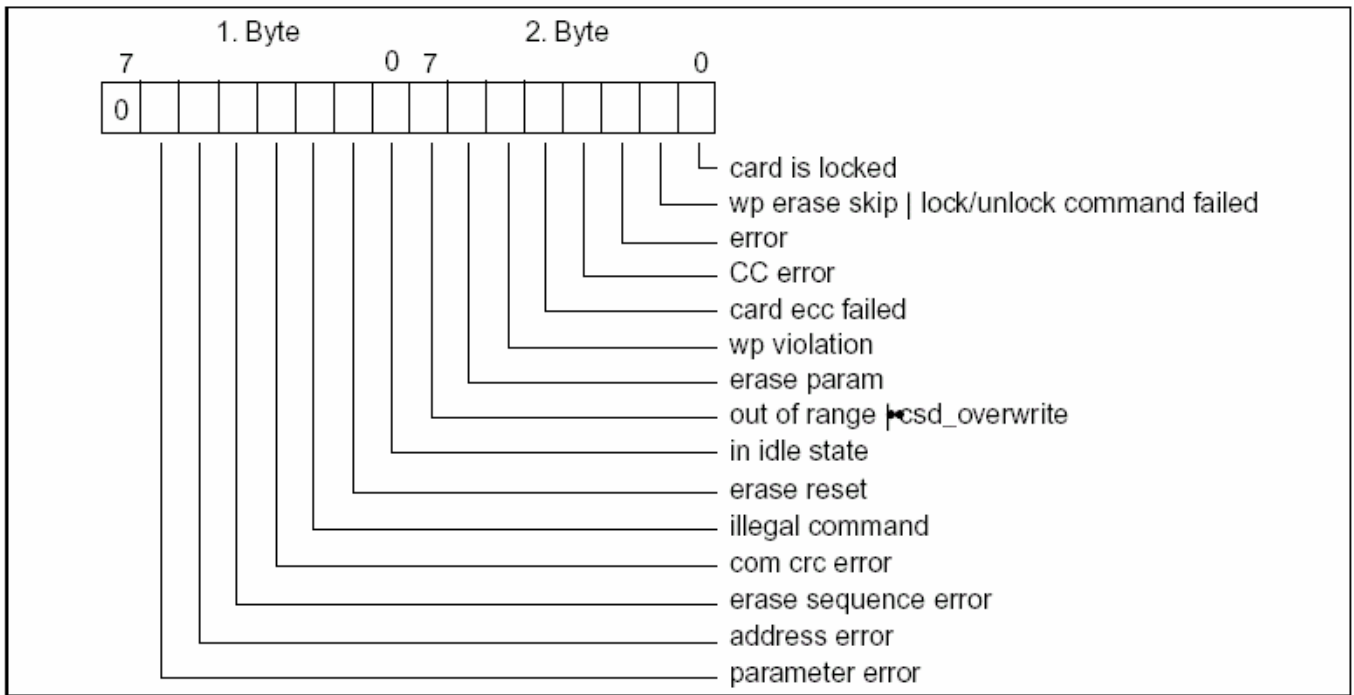 1. Byte 2. Byte
7 0 7 0
0
card is locked
wp erase skip | lock/unlock command failed
error
CC error
card ecc failed
wp violation
erase param
out of range | csd_overwrite
in idle state
erase reset
illegal command
com crc error
erase sequence error
address error
parameter error